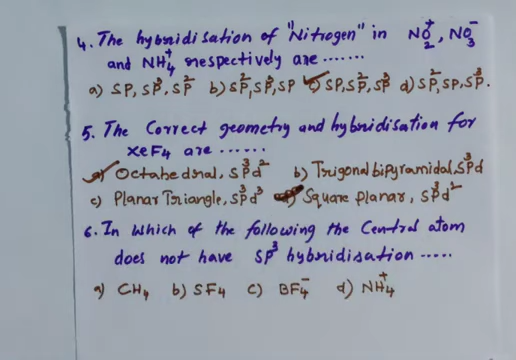 4. The hybridisation of "Nitrogen" in NO₂⁺, NO₃⁻
and NH₄⁺ respectively are .......
a) SP, SP³, SP² b) SP², SP³, SP c) SP, SP², SP³ d) SP², SP, SP³.
5. The Correct geometry and hybridisation for
XeF₄ are ......
a) Octahedral, SP³d² b) Trigonal bipyramidal, SP³d
c) Planar Triangle, SP³d³ d) Square planar, SP³d²
6. In which of the following the Central atom
does not have SP³ hybridisation .....
a) CH₄ b) SF₄ c) BF₄⁻ d) NH₄⁺